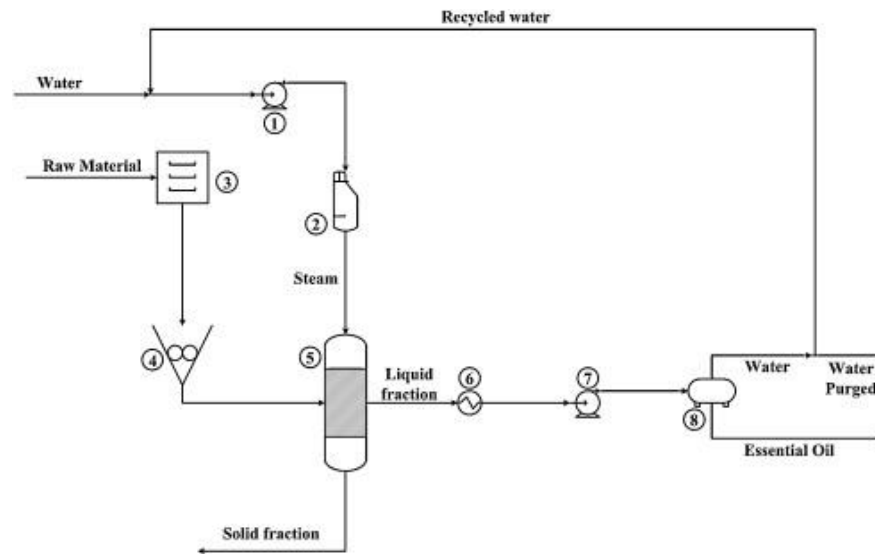 Recycled water
Water
1
Raw Material
3
2
Steam
4
5
Liquid
fraction
6
7
8
Water
Water
Purged
Essential Oil
Solid fraction